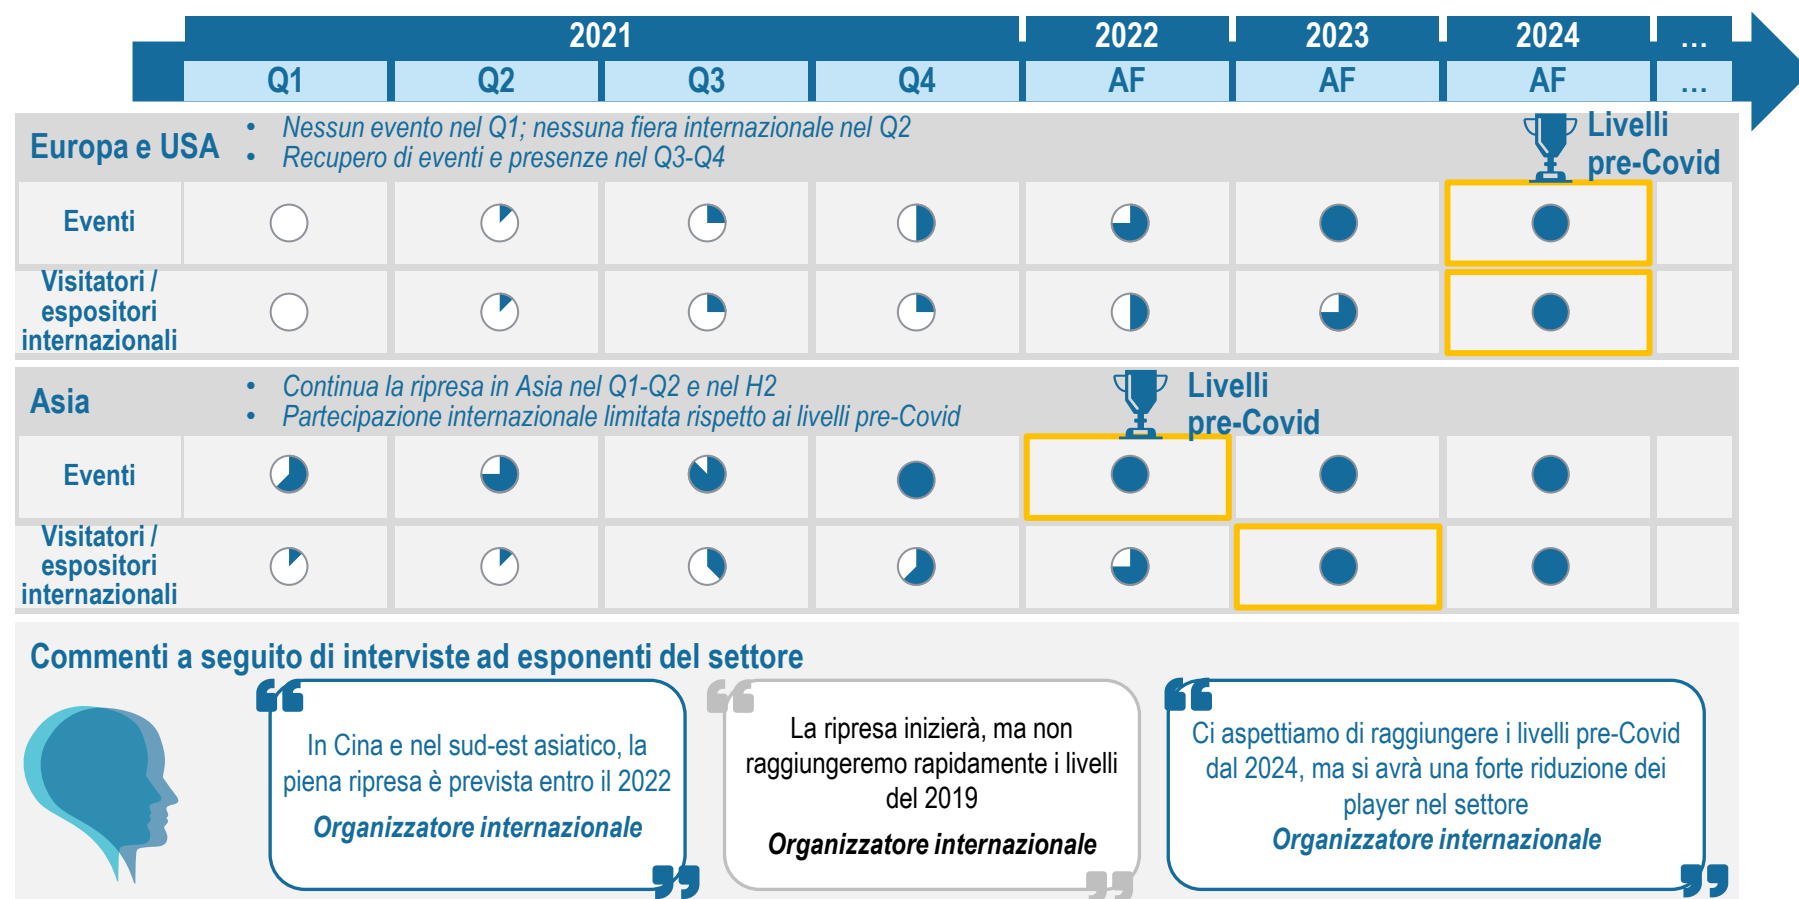 2021 2022 2023 2024 ...
Q1 Q2 Q3 Q4 AF AF AF ...
Europa e USA
• Nessun evento nel Q1; nessuna fiera internazionale nel Q2
• Recupero di eventi e presenze nel Q3-Q4
Livelli
pre-Covid
Eventi
Visitatori /
espositori
internazionali
Asia
• Continua la ripresa in Asia nel Q1-Q2 e nel H2
• Partecipazione internazionale limitata rispetto ai livelli pre-Covid
Livelli
pre-Covid
Eventi
Visitatori /
espositori
internazionali
Commenti a seguito di interviste ad esponenti del settore
In Cina e nel sud-est asiatico, la
piena ripresa è prevista entro il 2022
Organizzatore internazionale
La ripresa inizierà, ma non
raggiungeremo rapidamente i livelli
del 2019
Organizzatore internazionale
Ci aspettiamo di raggiungere i livelli pre-Covid
dal 2024, ma si avrà una forte riduzione dei
player nel settore
Organizzatore internazionale